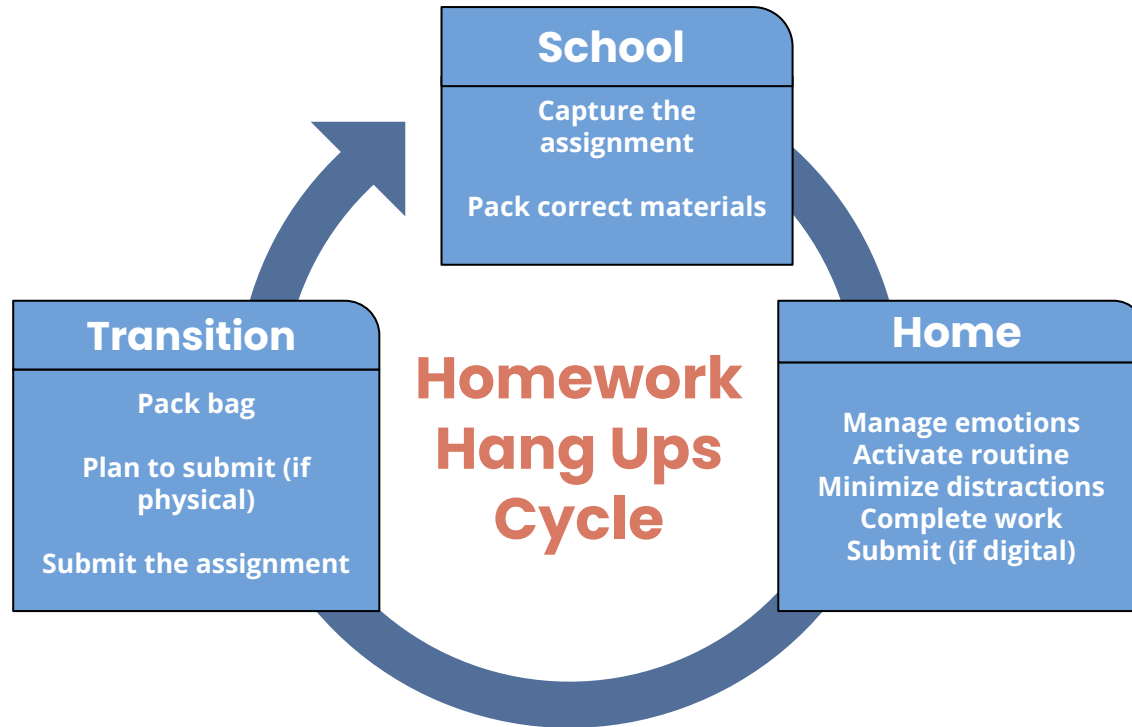 School
Capture the
assignment
Pack correct materials
Home
Manage emotions
Activate routine
Minimize distractions
Complete work
Submit (if digital)
Transition
Pack bag
Plan to submit (if
physical)
Submit the assignment
Homework
Hang Ups
Cycle